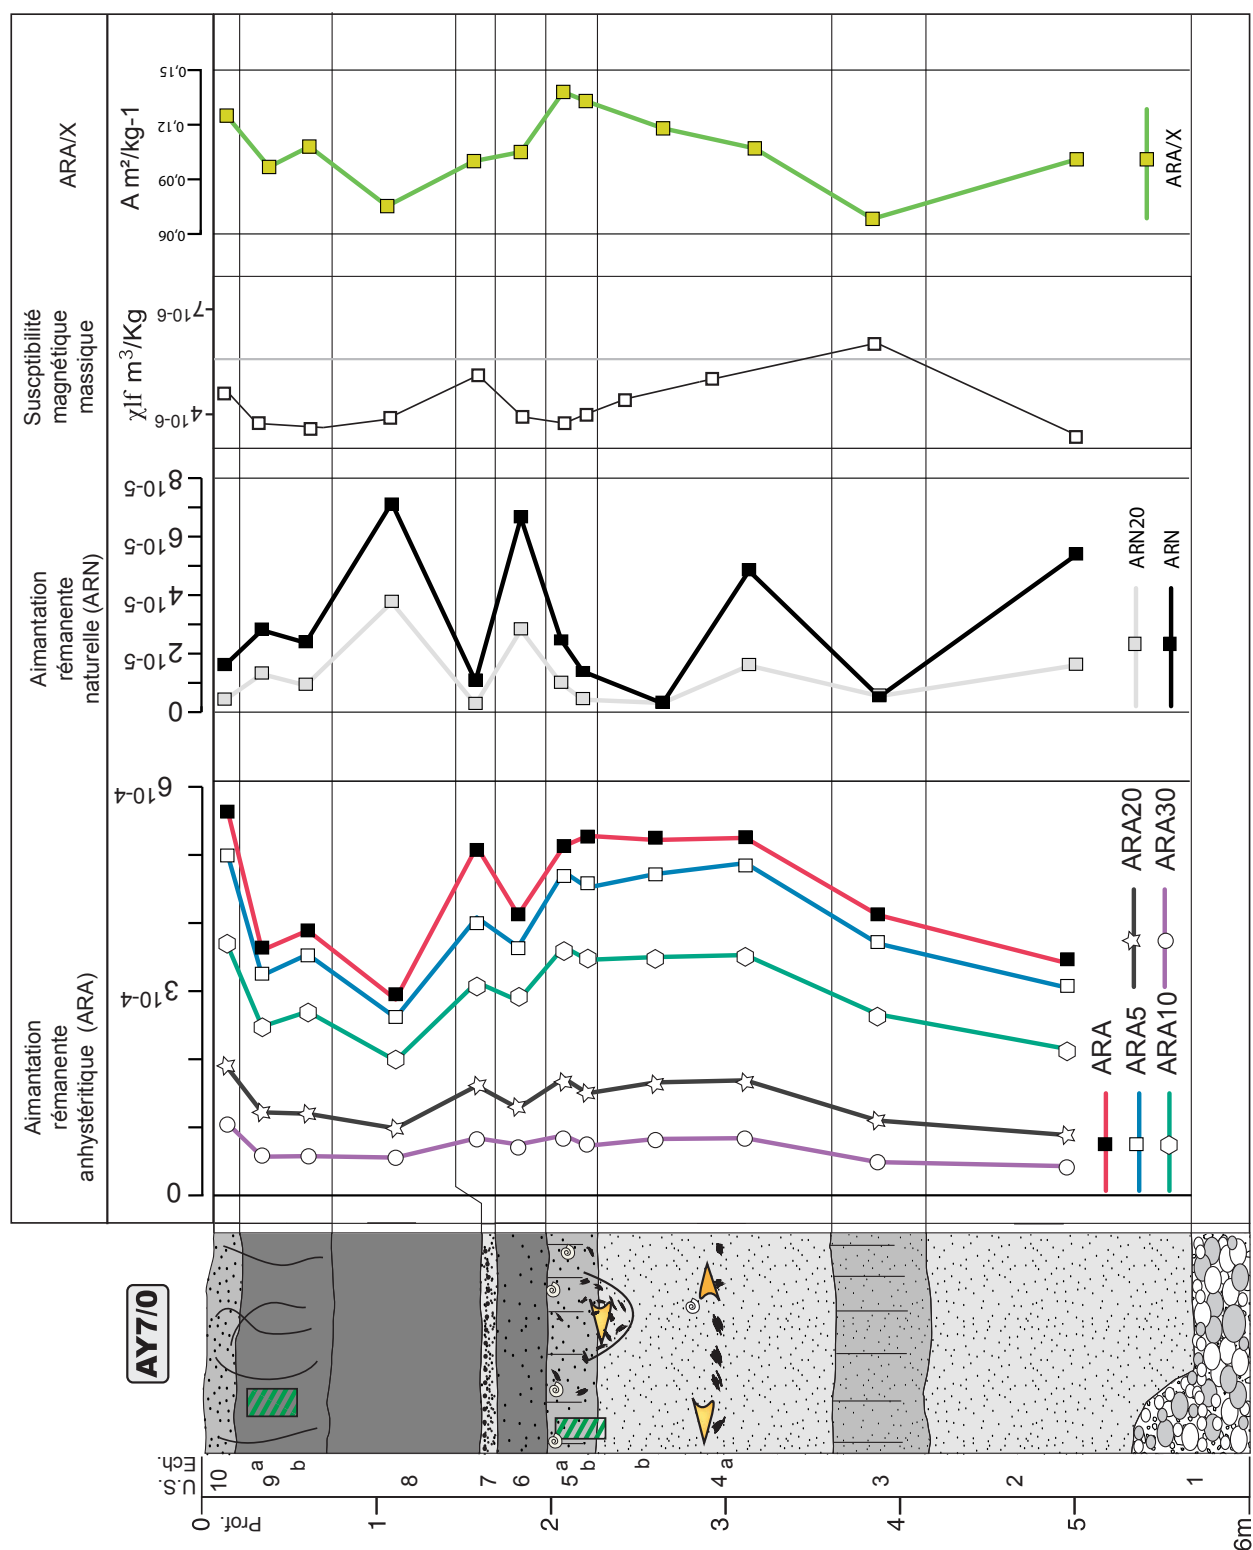 ARA/X
A m²/kg-1
0,15
0,12
0,09
0,06
ARA/X
Suscptibilité
magnétique
massique
χlf m³/Kg
7 10-6
4 10-6
Aimantation
rémanente
naturelle (ARN)
8 10-5
6 10-5
4 10-5
2 10-5
0
ARN20
ARN
Aimantation
rémanente
anhystéritique (ARA)
6 10-4
3 10-4
0
ARA20
ARA30
ARA
ARA5
ARA10
AY7/0
Ech.
U.S.
10
9
a
b
8
7
6
5
a
b
b
4
a
3
2
1
Prof.
0
1
2
3
4
5
6m